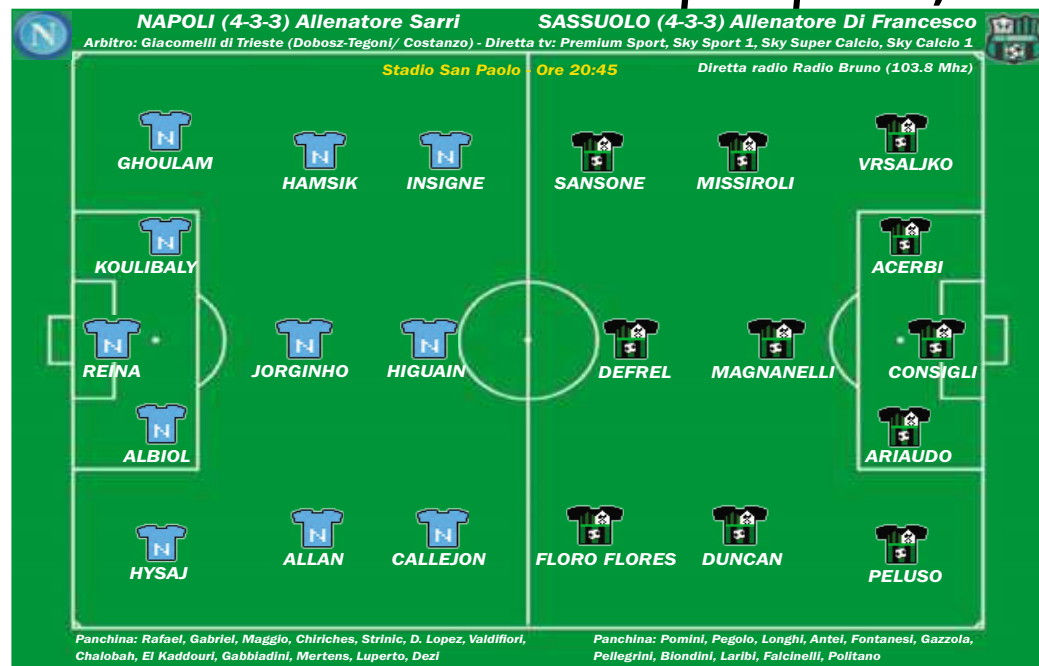 NAPOLI (4-3-3) Allenatore Sarri
SASSUOLO (4-3-3) Allenatore Di Francesco
Arbitro: Giacomelli di Trieste (Dobosz-Tegoni/ Costanzo) - Diretta tv: Premium Sport, Sky Sport 1, Sky Super Calcio, Sky Calcio 1
Stadio San Paolo - Ore 20:45
Diretta radio Radio Bruno (103.8 Mhz)
GHOULAM
HAMSIK
INSIGNE
SANSONE
MISSIROLI
VRSALJKO
KOULIBALY
ACERBI
REINA
JORGINHO
HIGUAIN
DEFREL
MAGNANELLI
CONSIGLI
ALBIOL
ARIAUDO
HYSAJ
ALLAN
CALLEJON
FLORO FLORES
DUNCAN
PELUSO
Panchina: Rafael, Gabriel, Maggio, Chiriches, Strinic, D. Lopez, Valdifiori,
Chalobah, El Kaddouri, Gabbiadini, Mertens, Luperto, Dezi
Panchina: Pomini, Pegolo, Longhi, Antei, Fontanesi, Gazzola,
Pellegrini, Biondini, Laribi, Falcinelli, Politano